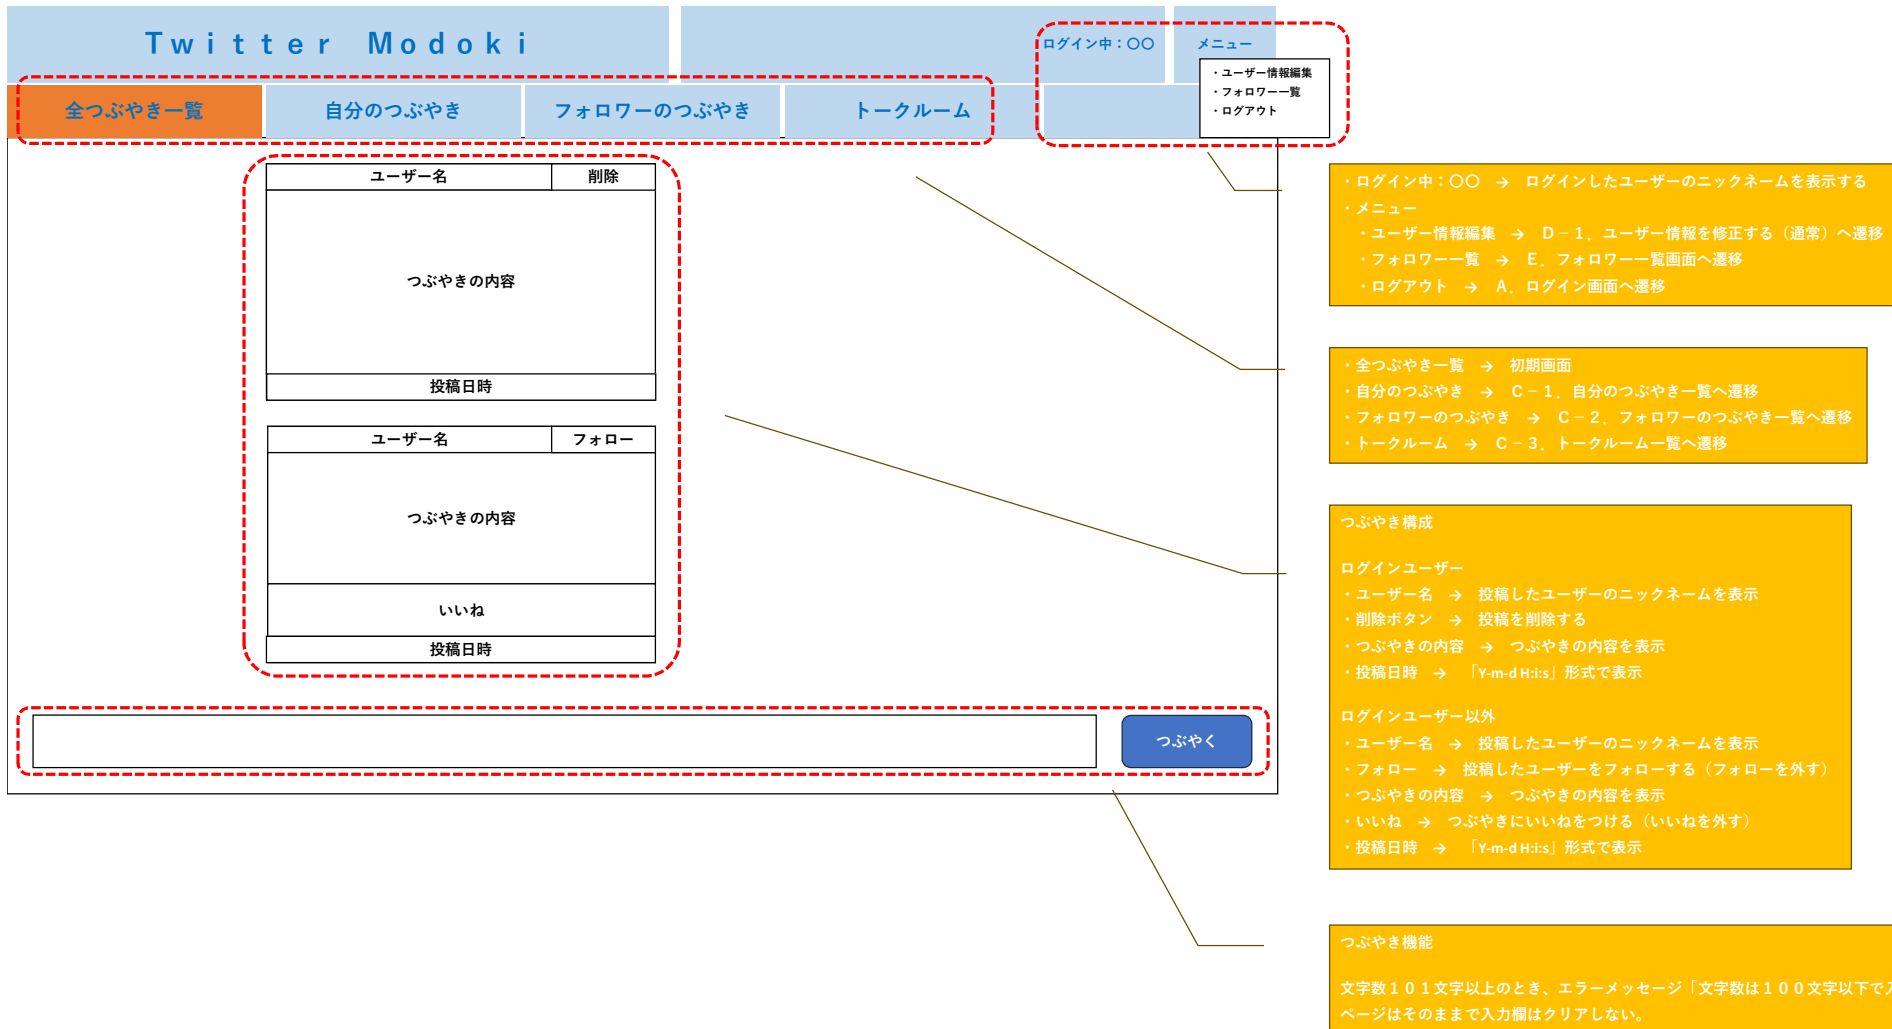 Twitter Modoki
ログイン中：〇〇
メニュー
・ユーザー情報編集
・フォロワー一覧
・ログアウト
全つぶやき一覧
自分のつぶやき
フォロワーのつぶやき
トークルーム
ユーザー名
削除
つぶやきの内容
投稿日時
ユーザー名
フォロー
つぶやきの内容
いいね
投稿日時
つぶやく
・ログイン中：〇〇　→　ログインしたユーザーのニックネームを表示する
・メニュー
・ユーザー情報編集　→　Ｄ－１．ユーザー情報を修正する（通常）へ遷移
・フォロワー一覧　→　Ｅ．フォロワー一覧画面へ遷移
・ログアウト　→　Ａ．ログイン画面へ遷移
・全つぶやき一覧　→　初期画面
・自分のつぶやき　→　Ｃ－１．自分のつぶやき一覧へ遷移
・フォロワーのつぶやき　→　Ｃ－２．フォロワーのつぶやき一覧へ遷移
・トークルーム　→　Ｃ－３．トークルーム一覧へ遷移
つぶやき構成
ログインユーザー
・ユーザー名　→　投稿したユーザーのニックネームを表示
・削除ボタン　→　投稿を削除する
・つぶやきの内容　→　つぶやきの内容を表示
・投稿日時　→　「Y-m-d H:i:s」形式で表示
ログインユーザー以外
・ユーザー名　→　投稿したユーザーのニックネームを表示
・フォロー　→　投稿したユーザーをフォローする（フォローを外す）
・つぶやきの内容　→　つぶやきの内容を表示
・いいね　→　つぶやきにいいねをつける（いいねを外す）
・投稿日時　→　「Y-m-d H:i:s」形式で表示
つぶやき機能
文字数１０１文字以上のとき、エラーメッセージ「文字数は１００文字以下で
ページはそのままで入力欄はクリアしない。